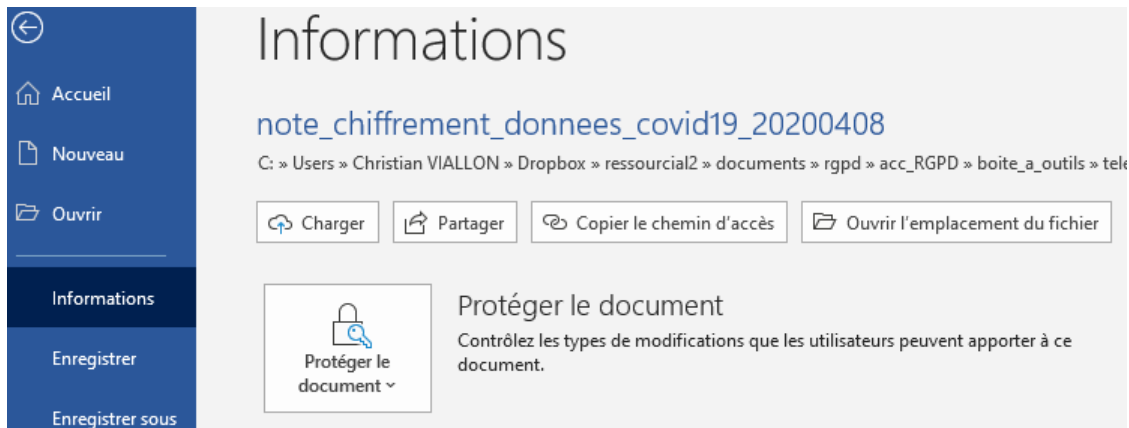 Informations
Accueil
note_chiffrement_donnees_covid19_20200408
Nouveau
C: » Users » Christian VIALLON » Dropbox » ressourcial2 » documents » rgpd » acc_RGPD » boite_a_outils » tele
Ouvrir
Charger
Partager
Copier le chemin d'accès
Ouvrir l'emplacement du fichier
Informations
Protéger le document
Contrôlez les types de modifications que les utilisateurs peuvent apporter à ce
document.
Protéger le
document
Enregistrer
Enregistrer sous